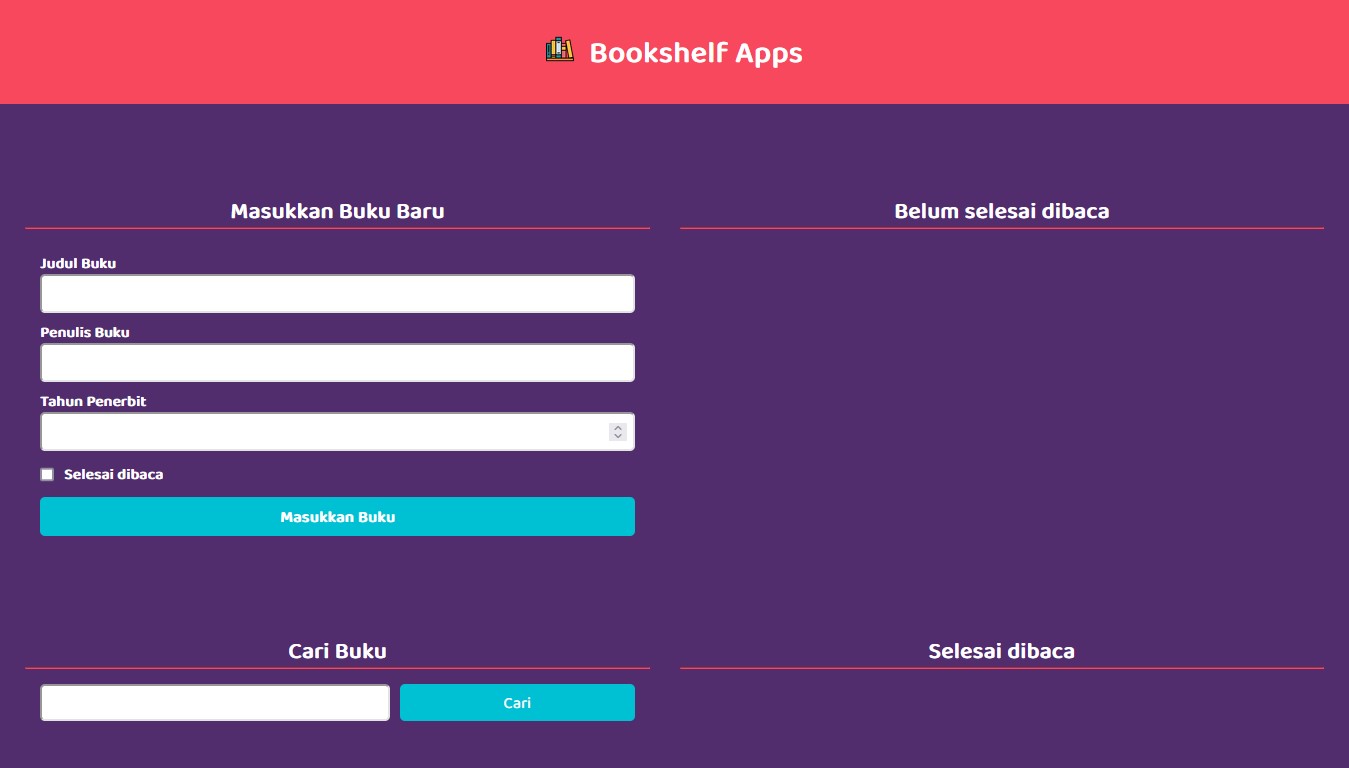 Bookshelf Apps
Masukkan Buku Baru
Judul Buku
Penulis Buku
Tahun Penerbit
Selesai dibaca
Masukkan Buku
Belum selesai dibaca
Cari Buku
Cari
Selesai dibaca